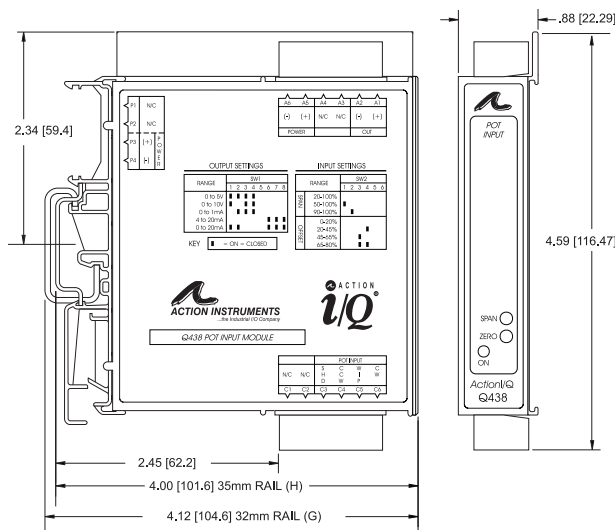 .88 [22.29]
2.34 [59.4]
4.59 [116.47]
P1 N/C
P2 N/C
P3 (+)
P4 (-)
POWER
A6 A5 A4 A3 A2 A1
(-) (+) N/C N/C (-) (+)
POWER OUT
OUTPUT SETTINGS
RANGE SW1
1 2 3 4 5 6 7 8
0 to 5V
0 to 10V
0 to 1mA
4 to 20mA
0 to 20mA
KEY = ON = CLOSED
INPUT SETTINGS
RANGE SW2
1 2 3 4 5 6
SPAN
20-100%
50-100%
90-100%
OFFSET
0-20%
20-45%
45-65%
65-80%
ACTION INSTRUMENTS
...the Industrial I/O Company
ACTION
i/Q®
Q438 POT INPUT MODULE
POT INPUT
N/C N/C SHD CCW WIP CW
C1 C2 C3 C4 C5 C6
POT
INPUT
SPAN
ZERO
ON
ActionI/Q
Q438
2.45 [62.2]
4.00 [101.6] 35mm RAIL (H)
4.12 [104.6] 32mm RAIL (G)